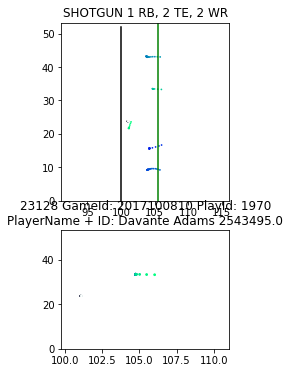 SHOTGUN 1 RB, 2 TE, 2 WR
50
40
30
20
10
0
95 100 105 110 115
23128 GameId: 2017100810 PlayId: 1970
PlayerName + ID: Davante Adams 2543495.0
40
20
0
100.0 102.5 105.0 107.5 110.0